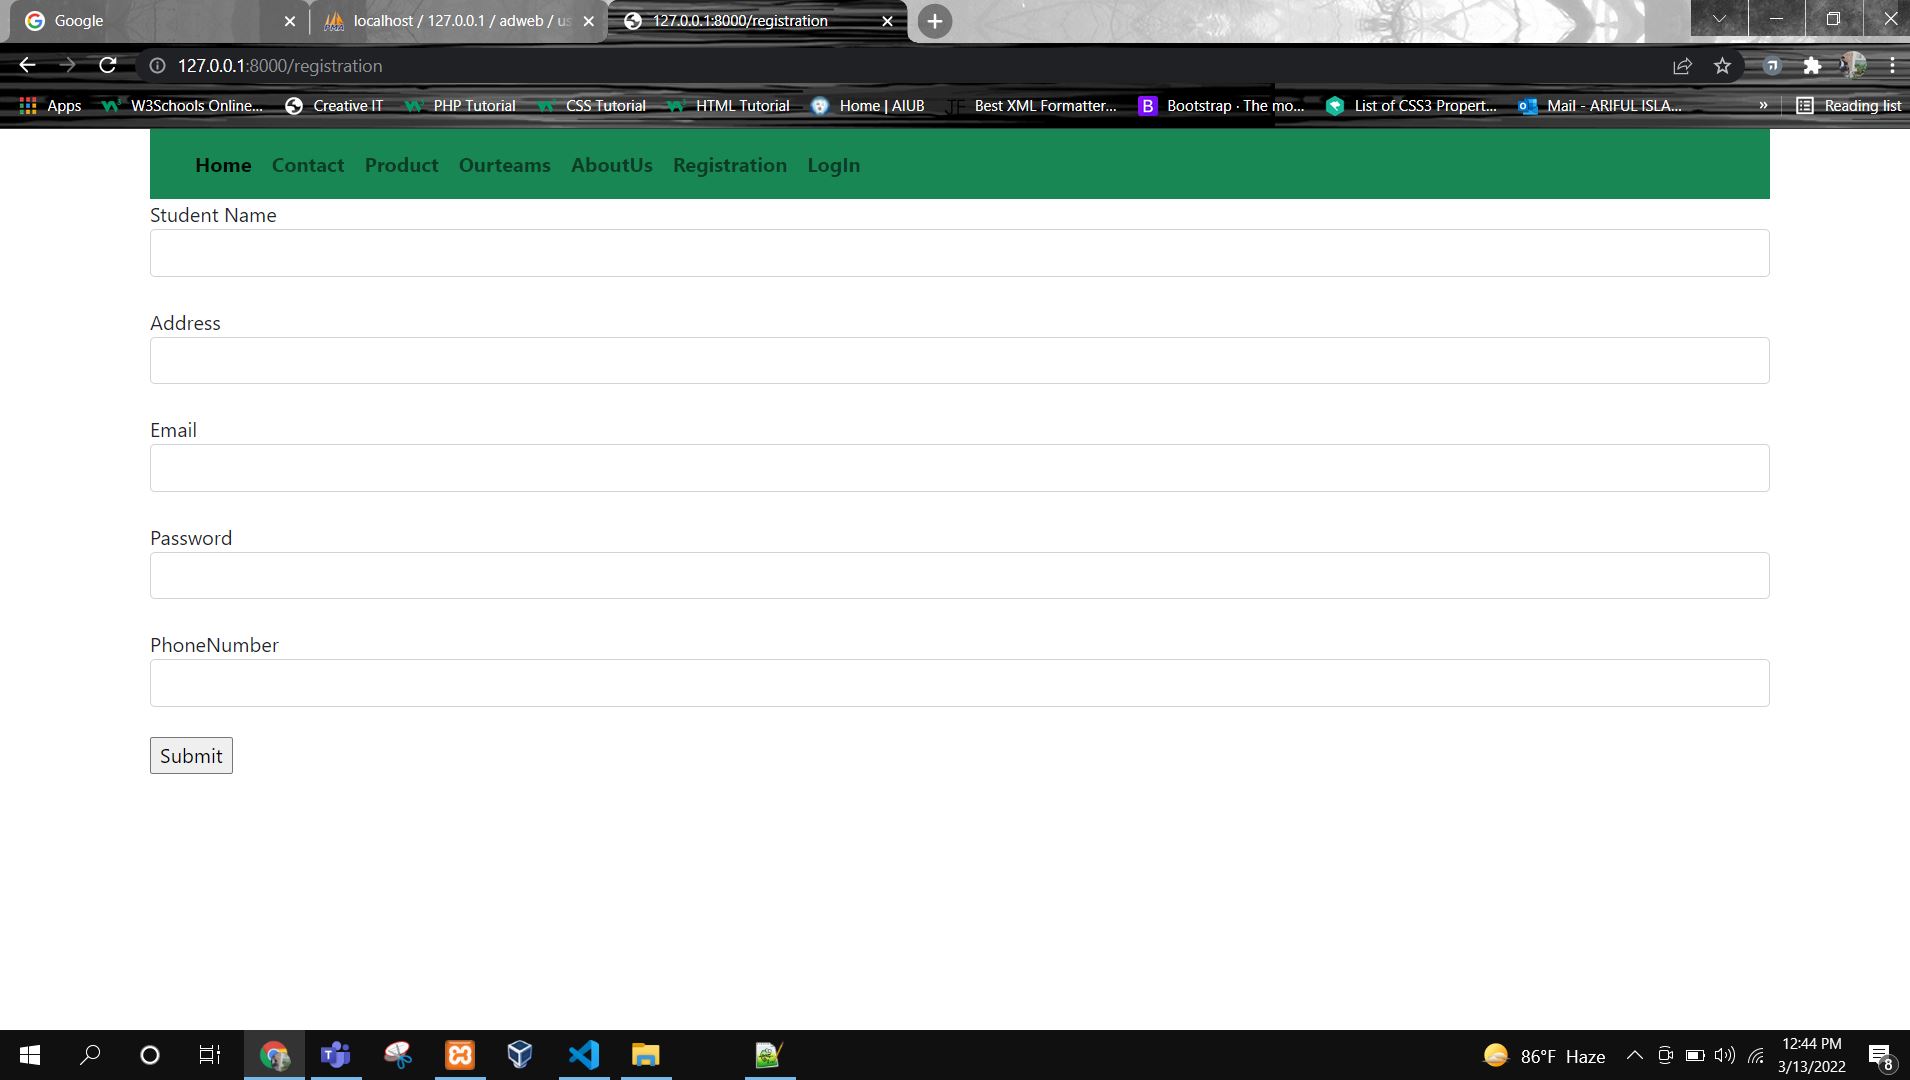 Google
localhost / 127.0.0.1 / adweb / us
127.0.0.1:8000/registration
127.0.0.1:8000/registration
Apps W3Schools Online... Creative IT PHP Tutorial CSS Tutorial HTML Tutorial Home | AIUB Best XML Formatter... Bootstrap · The mo... List of CSS3 Propert... Mail - ARIFUL ISLA... » Reading list
Home Contact Product Ourteams AboutUs Registration LogIn
Student Name
Address
Email
Password
PhoneNumber
Submit
86°F Haze
12:44 PM
3/13/2022
8